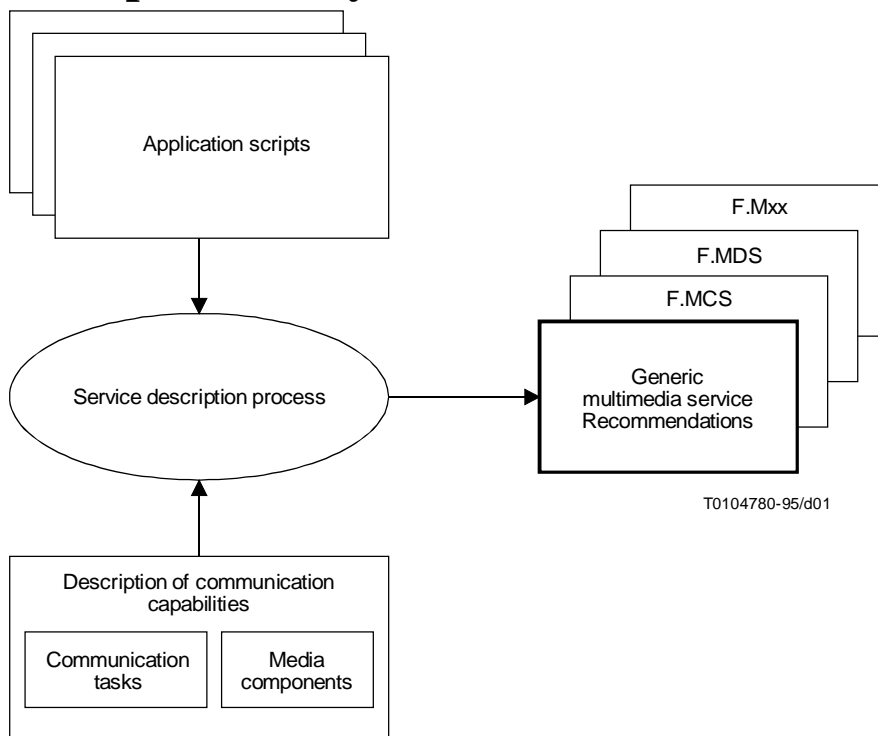 Application scripts
F.Mxx
F.MDS
F.MCS
Generic
multimedia service
Recommendations
Service description process
T0104780-95/d01
Description of communication
capabilities
Communication
tasks
Media
components